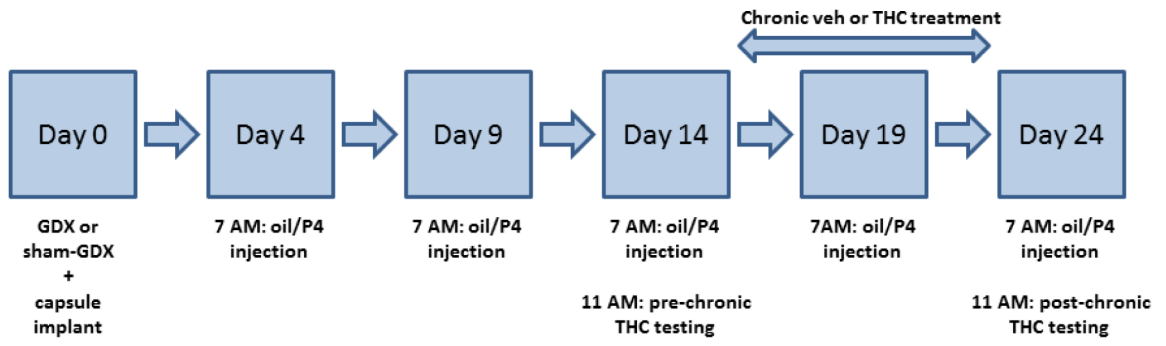 Chronic veh or THC treatment
Day 0
Day 4
Day 9
Day 14
Day 19
Day 24
GDX or
sham-GDX
+
capsule
implant
7 AM: oil/P4
injection
7 AM: oil/P4
injection
7 AM: oil/P4
injection
11 AM: pre-chronic
THC testing
7AM: oil/P4
injection
7 AM: oil/P4
injection
11 AM: post-chronic
THC testing